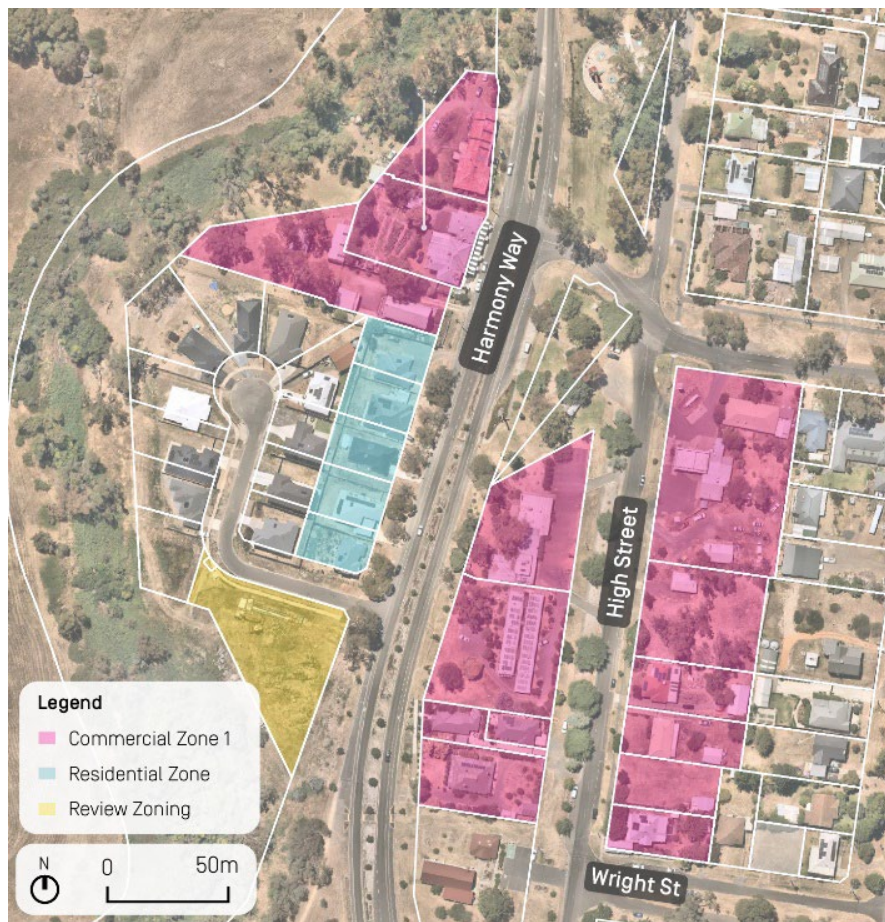 Harmony Way
High Street
Legend
Commercial Zone 1
Residential Zone
Review Zoning
N
0
50m
Wright St